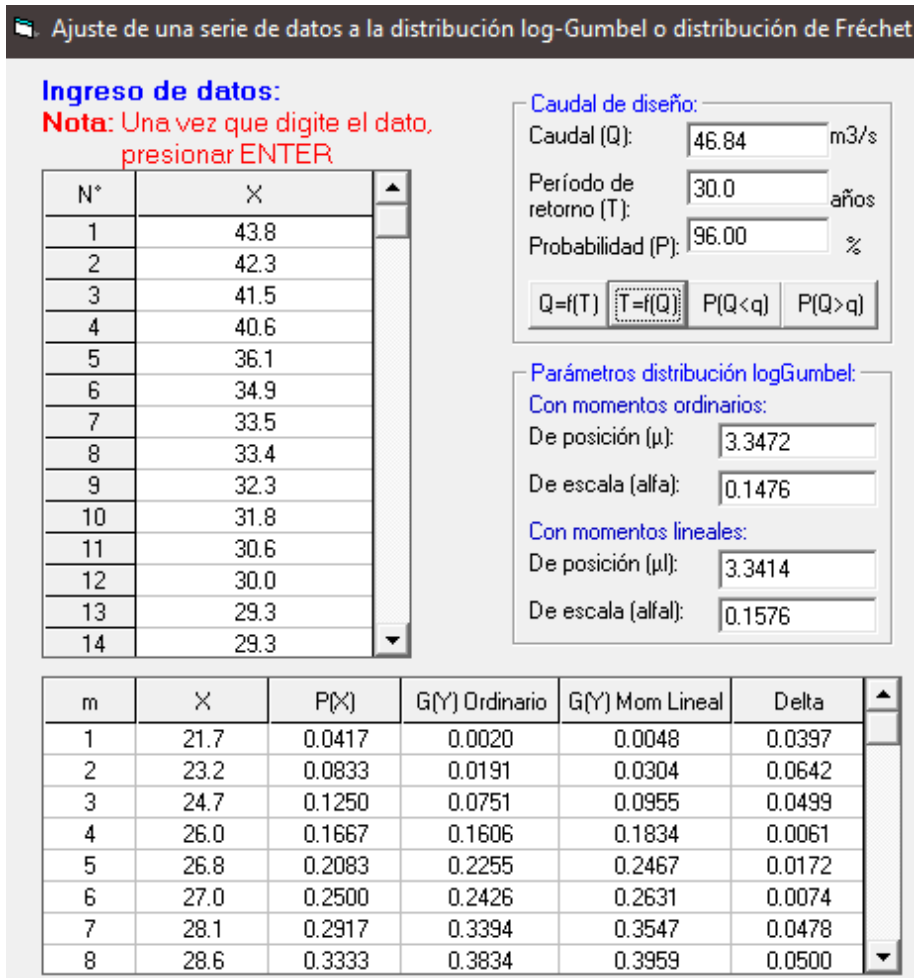 Ajuste de una serie de datos a la distribución log-Gumbel o distribución de Fréchet
Ingreso de datos:
Nota: Una vez que digite el dato,
presionar ENTER
N° X
1 43.8
2 42.3
3 41.5
4 40.6
5 36.1
6 34.9
7 33.5
8 33.4
9 32.3
10 31.8
11 30.6
12 30.0
13 29.3
14 29.3
Caudal de diseño:
Caudal (Q): 46.84 m3/s
Período de
retorno (T): 30.0 años
Probabilidad (P): 96.00 %
Q=f(T) T=f(Q) P(Q<q) P(Q>q)
Parámetros distribución logGumbel:
Con momentos ordinarios:
De posición (μ): 3.3472
De escala (alfa): 0.1476
Con momentos lineales:
De posición (μl): 3.3414
De escala (alfal): 0.1576
m X P(X) G(Y) Ordinario G(Y) Mom Lineal Delta
1 21.7 0.0417 0.0020 0.0048 0.0397
2 23.2 0.0833 0.0191 0.0304 0.0642
3 24.7 0.1250 0.0751 0.0955 0.0499
4 26.0 0.1667 0.1606 0.1834 0.0061
5 26.8 0.2083 0.2255 0.2467 0.0172
6 27.0 0.2500 0.2426 0.2631 0.0074
7 28.1 0.2917 0.3394 0.3547 0.0478
8 28.6 0.3333 0.3834 0.3959 0.0500